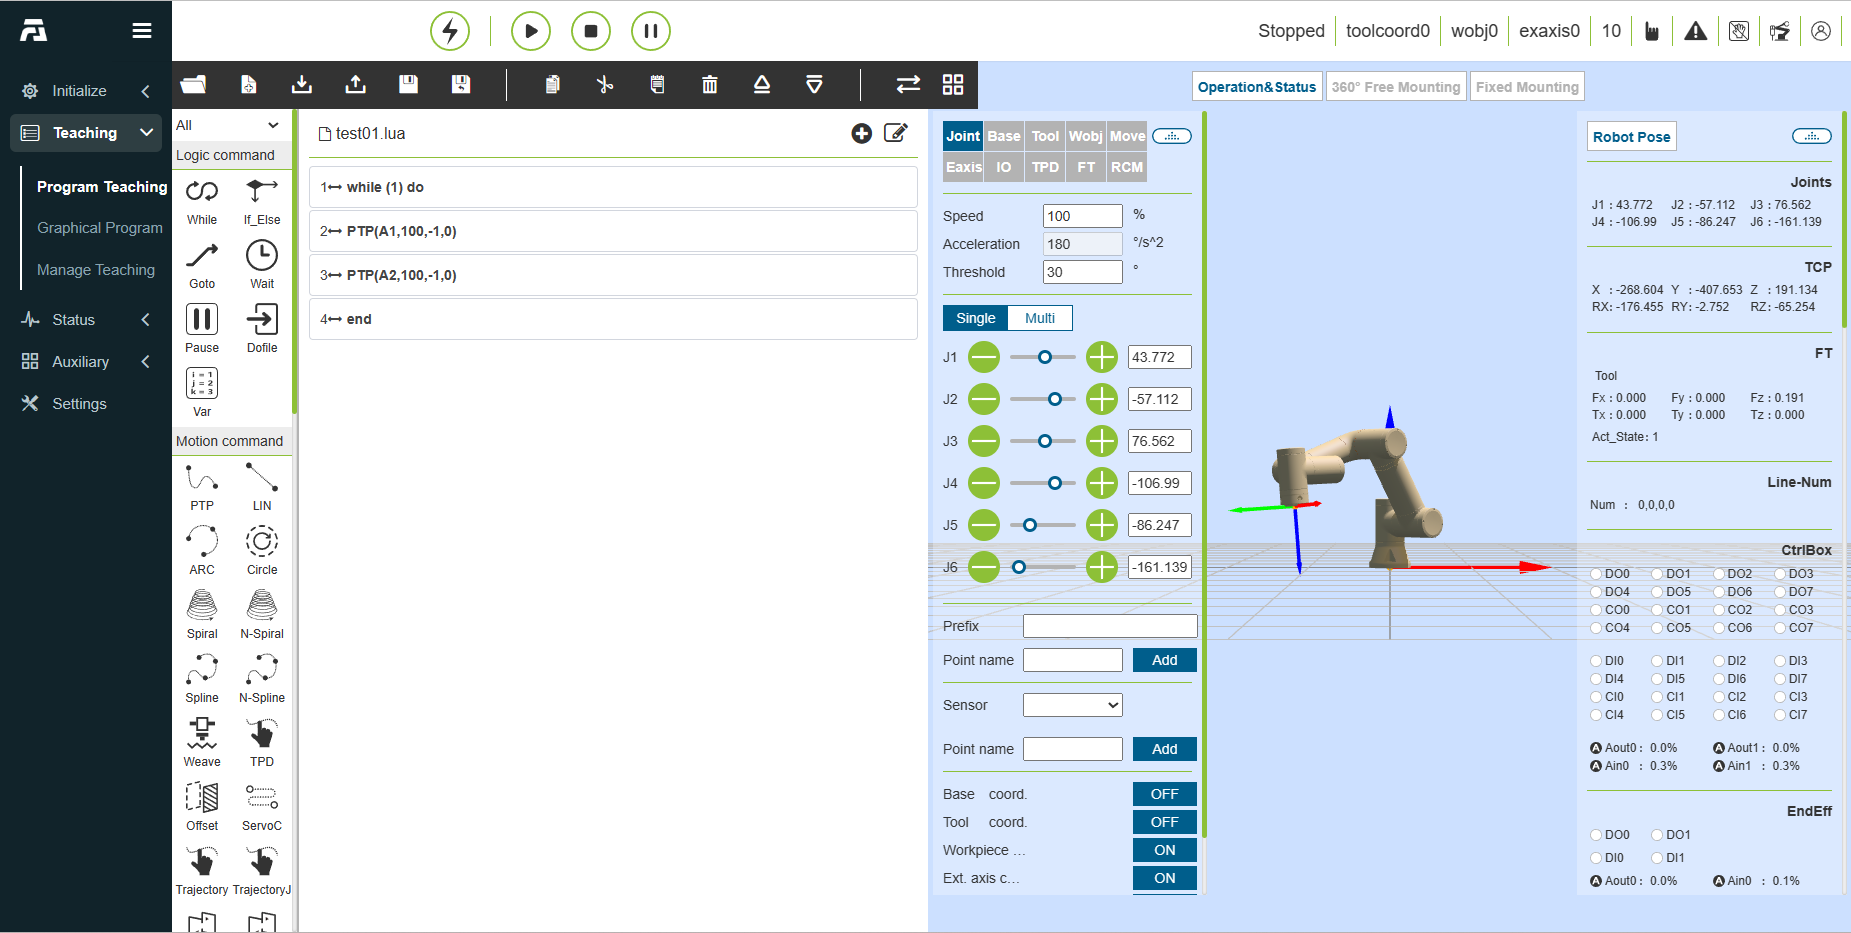 Stopped
toolcoord0
wobj0
exaxis0
10
Initialize
Teaching
Program Teaching
Graphical Program
Manage Teaching
Status
Auxiliary
Settings
All
Logic command
While
If_Else
Goto
Wait
Pause
Dofile
i = 1
j = 2
k = 3
Var
Motion command
PTP
LIN
ARC
Circle
Spiral
N-Spiral
Spline
N-Spline
Weave
TPD
Offset
ServoC
Trajectory
TrajectoryJ
test01.lua
1 while (1) do
2 PTP(A1,100,-1,0)
3 PTP(A2,100,-1,0)
4 end
Operation&Status
360° Free Mounting
Fixed Mounting
Joint Base Tool Wobj Move
Eaxis IO TPD FT RCM
Speed 100 %
Acceleration 180 °/s^2
Threshold 30 °
Single Multi
J1 43.772
J2 -57.112
J3 76.562
J4 -106.99
J5 -86.247
J6 -161.139
Prefix
Point name Add
Sensor
Point name Add
Base coord. OFF
Tool coord. OFF
Workpiece ... ON
Ext. axis c... ON
Robot Pose
Joints
J1 : 43.772 J2 : -57.112 J3 : 76.562
J4 : -106.99 J5 : -86.247 J6 : -161.139
TCP
X : -268.604 Y : -407.653 Z : 191.134
RX: -176.455 RY: -2.752 RZ: -65.254
FT
Tool
Fx : 0.000 Fy : 0.000 Fz : 0.191
Tx : 0.000 Ty : 0.000 Tz : 0.000
Act_State : 1
Line-Num
Num : 0,0,0,0
CtrlBox
DO0 DO1 DO2 DO3
DO4 DO5 DO6 DO7
CO0 CO1 CO2 CO3
CO4 CO5 CO6 CO7
DI0 DI1 DI2 DI3
DI4 DI5 DI6 DI7
CI0 CI1 CI2 CI3
CI4 CI5 CI6 CI7
A Aout0 : 0.0% A Aout1 : 0.0%
A Ain0 : 0.3% A Ain1 : 0.3%
EndEff
DO0 DO1
DI0 DI1
A Aout0 : 0.0% A Ain0 : 0.1%